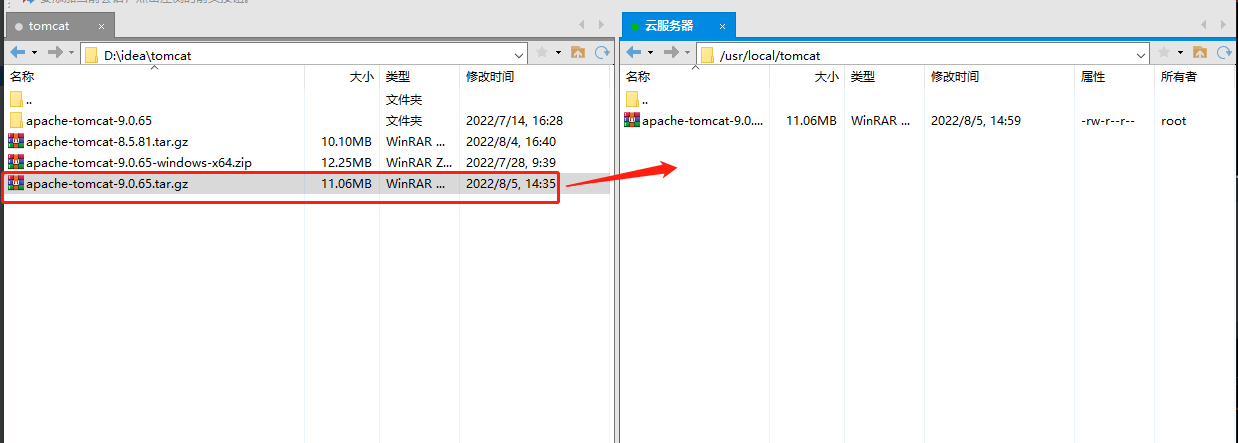 tomcat ×
D:\idea\tomcat
名称 大小 类型 修改时间
.. 文件夹
apache-tomcat-9.0.65 文件夹 2022/7/14, 16:28
apache-tomcat-8.5.81.tar.gz 10.10MB WinRAR ... 2022/8/4, 16:40
apache-tomcat-9.0.65-windows-x64.zip 12.25MB WinRAR Z... 2022/7/28, 9:39
apache-tomcat-9.0.65.tar.gz 11.06MB WinRAR ... 2022/8/5, 14:35
云服务器 ×
/usr/local/tomcat
名称 大小 类型 修改时间 属性 所有者
..
apache-tomcat-9.0.... 11.06MB WinRAR ... 2022/8/5, 14:59 -rw-r--r-- root